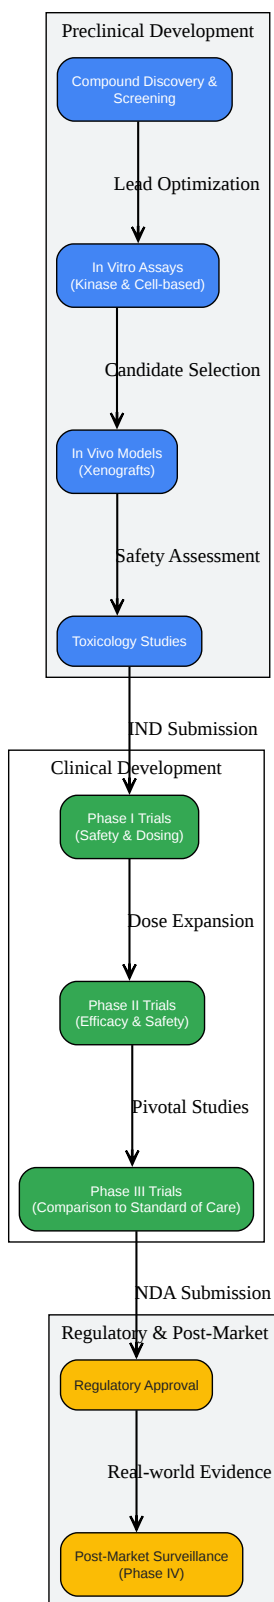 Preclinical Development
Compound Discovery &
Screening
Lead Optimization
In Vitro Assays
(Kinase & Cell-based)
Candidate Selection
In Vivo Models
(Xenografts)
Safety Assessment
Toxicology Studies
IND Submission
Clinical Development
Phase I Trials
(Safety & Dosing)
Dose Expansion
Phase II Trials
(Efficacy & Safety)
Pivotal Studies
Phase III Trials
(Comparison to Standard of Care)
NDA Submission
Regulatory & Post-Market
Regulatory Approval
Real-world Evidence
Post-Market Surveillance
(Phase IV)